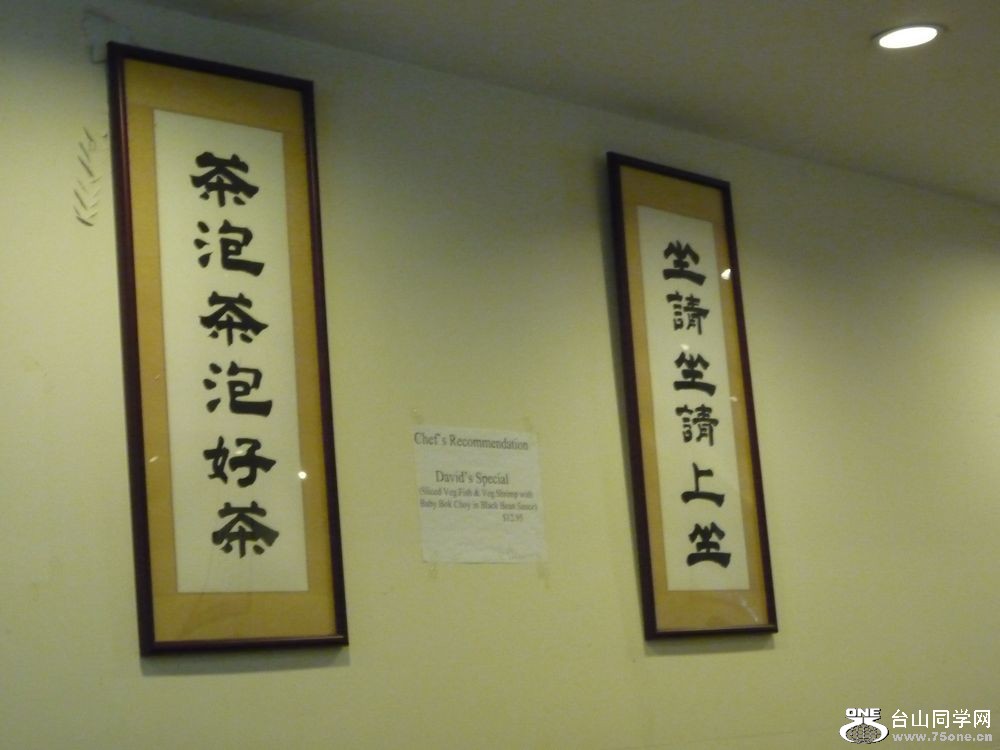 坐請坐請上坐
茶泡茶泡好茶
Chef's Recommendation
David's Special
(Sliced Veg.Fish & Veg.Shrimp with
Baby Bok Choy in Black Bean Sauce)
$12.95
ONE
台山同学网
www.75one.cn